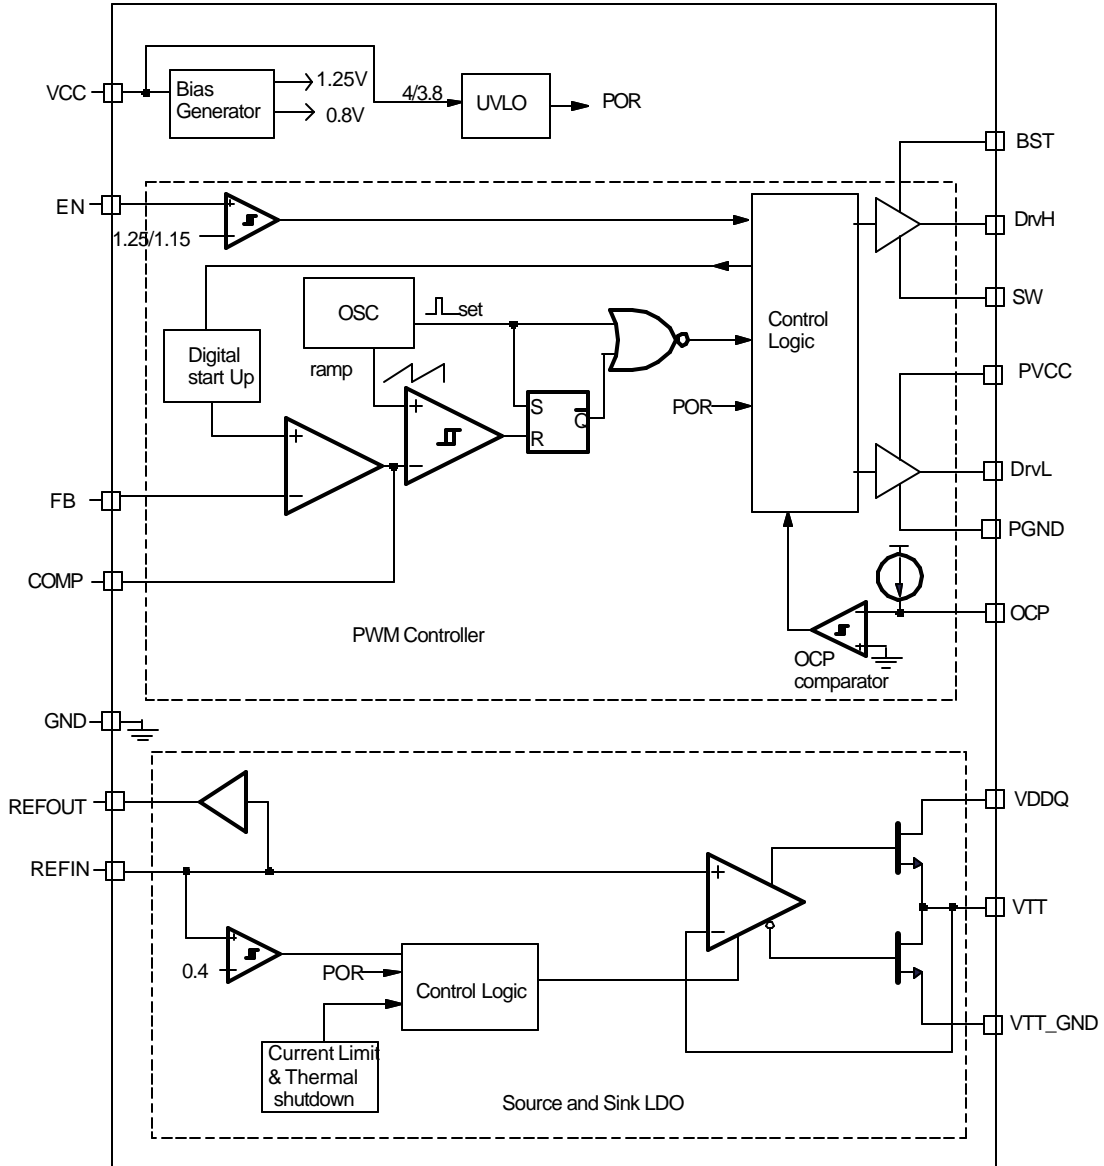 VCC
Bias
Generator
1.25V
0.8V
4/3.8
UVLO
POR
BST
EN
+
1.25/1.15
−
DrvH
SW
OSC
set
ramp
Digital
start Up
Control
Logic
PVCC
+
−
+
−
S
R
Q
POR
DrvL
FB
PGND
COMP
OCP
−
+
OCP
comparator
PWM Controller
GND
REFOUT
REFIN
VDDQ
+
−
VTT
+
0.4
−
POR
Control Logic
VTT_GND
Current Limit
& Thermal
shutdown
Source and Sink LDO